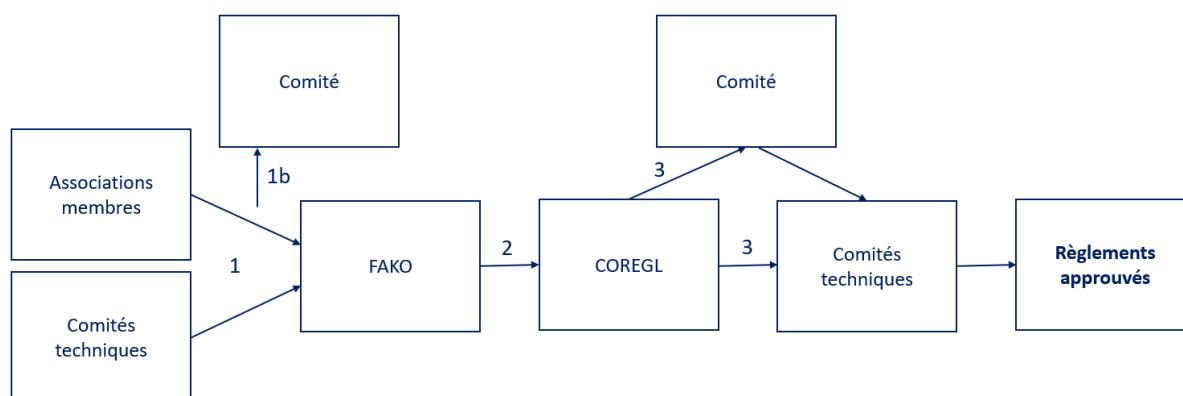 Comité
Comité
Associations
membres
1b
3
1
FAKO
2
COREGL
3
Comités
techniques
Règlements
approuvés
Comités
techniques